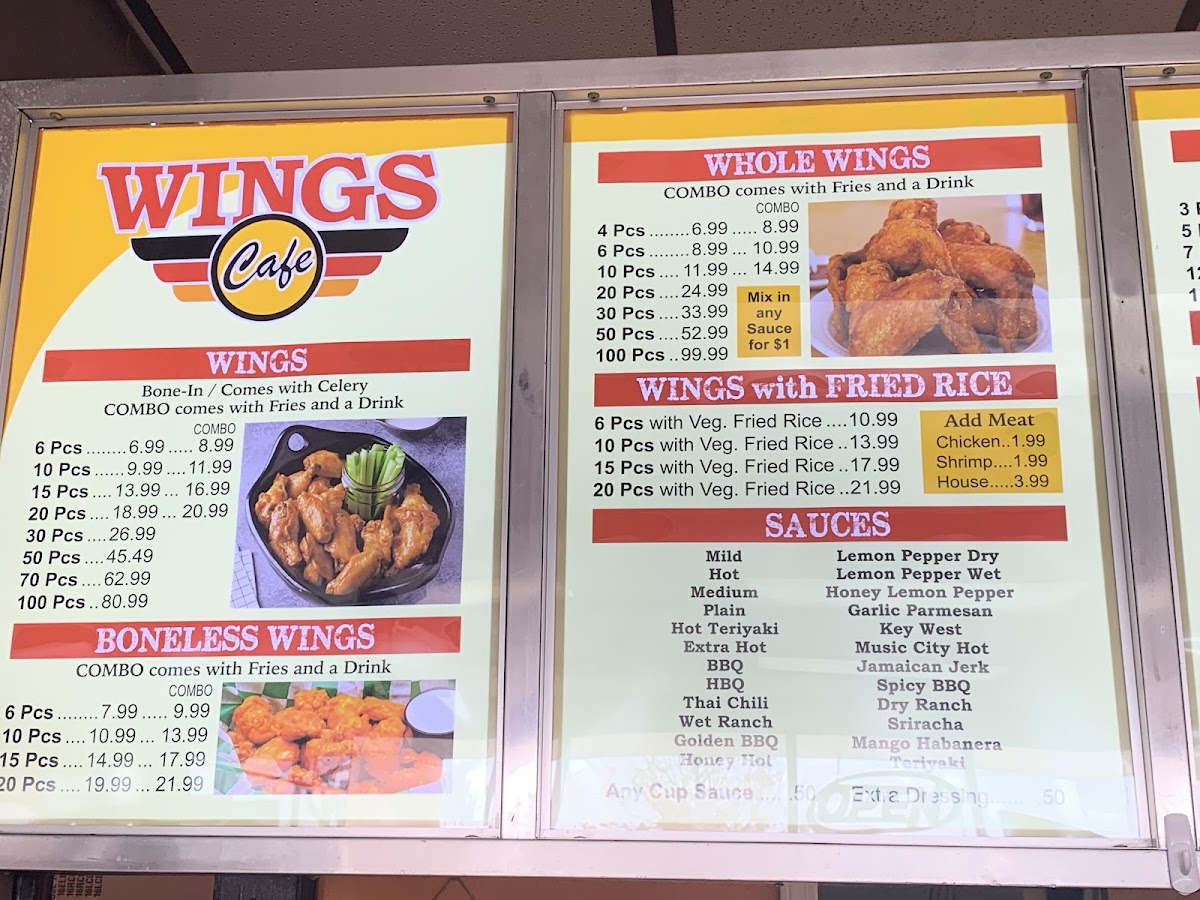 WINGS
Cafe
WINGS
Bone-In / Comes with Celery
COMBO comes with Fries and a Drink
COMBO
6 Pcs ........ 6.99 ..... 8.99
10 Pcs ...... 9.99 .... 11.99
15 Pcs .... 13.99 ... 16.99
20 Pcs .... 18.99 ... 20.99
30 Pcs .... 26.99
50 Pcs .... 45.49
70 Pcs .... 62.99
100 Pcs .. 80.99
BONELESS WINGS
COMBO comes with Fries and a Drink
COMBO
6 Pcs ........ 7.99 ..... 9.99
10 Pcs .... 10.99 ... 13.99
15 Pcs .... 14.99 ... 17.99
20 Pcs .... 19.99 ... 21.99
WHOLE WINGS
COMBO comes with Fries and a Drink
COMBO
4 Pcs ........ 6.99 ..... 8.99
6 Pcs ........ 8.99 ... 10.99
10 Pcs .... 11.99 ... 14.99
20 Pcs .... 24.99
30 Pcs .... 33.99
50 Pcs .... 52.99
100 Pcs .. 99.99
Mix in
any
Sauce
for $1
WINGS with FRIED RICE
6 Pcs with Veg. Fried Rice .... 10.99
10 Pcs with Veg. Fried Rice .. 13.99
15 Pcs with Veg. Fried Rice .. 17.99
20 Pcs with Veg. Fried Rice .. 21.99
Add Meat
Chicken..1.99
Shrimp....1.99
House.....3.99
SAUCES
Mild
Hot
Medium
Plain
Hot Teriyaki
Extra Hot
BBQ
HBQ
Thai Chili
Wet Ranch
Golden BBQ
Honey Hot
Lemon Pepper Dry
Lemon Pepper Wet
Honey Lemon Pepper
Garlic Parmesan
Key West
Music City Hot
Jamaican Jerk
Spicy BBQ
Dry Ranch
Sriracha
Mango Habanera
Teriyaki
Any Cup Sauce ...... .50
Extra Dressing...... .50
OPEN
3
5
7